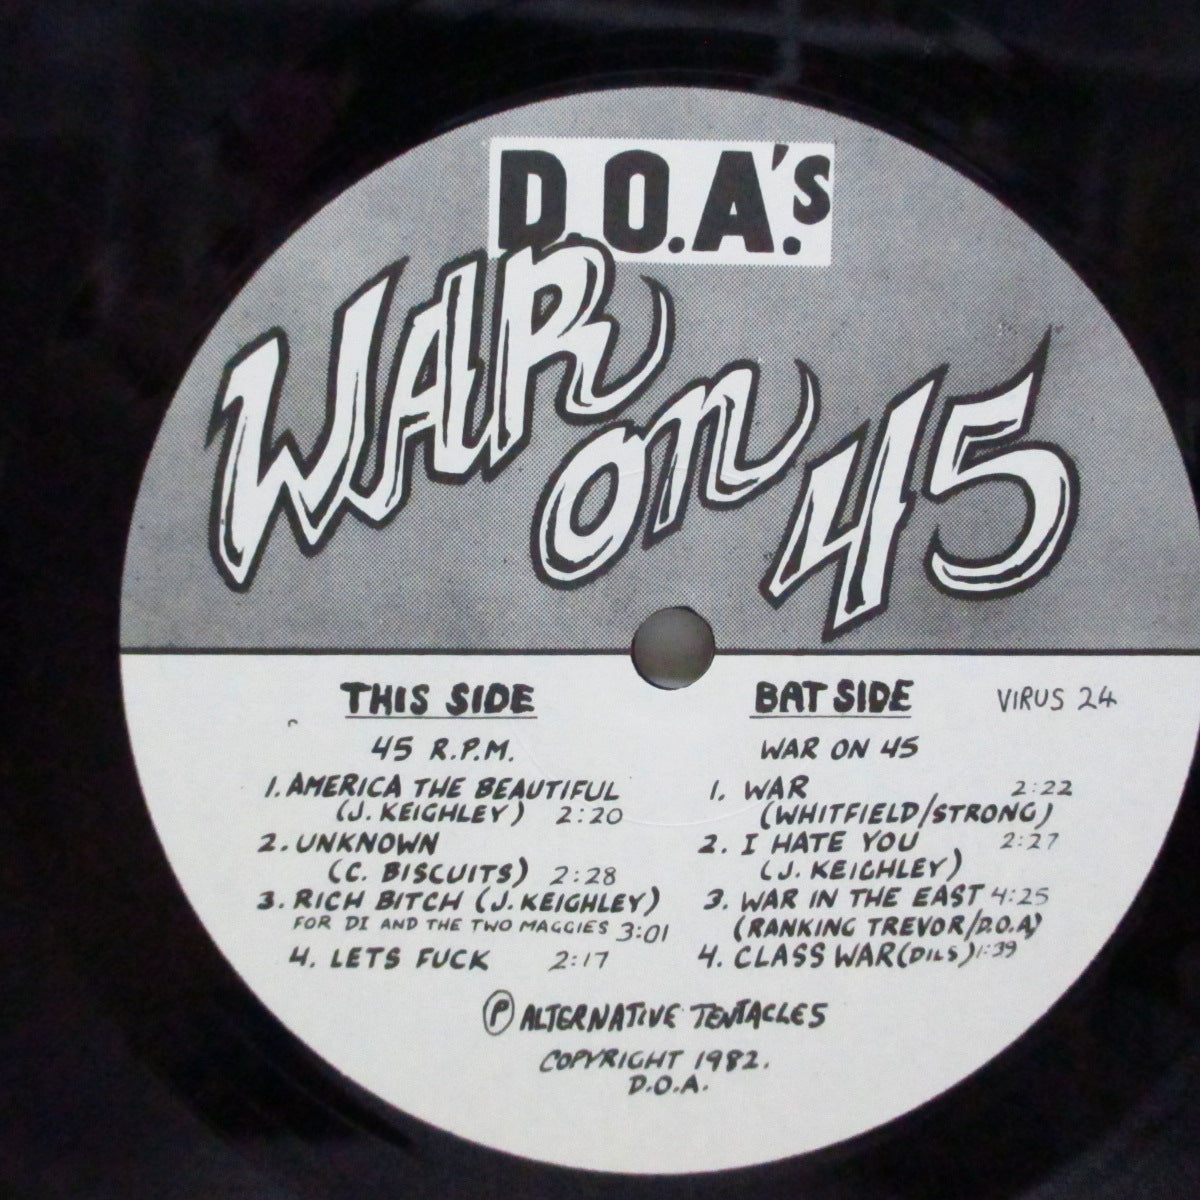 D.O.A.'s
WAR
on 45
THIS SIDE
45 R.P.M.
1. AMERICA THE BEAUTIFUL
(J. KEIGHLEY) 2:20
2. UNKNOWN
(C. BISCUITS) 2:28
3. RICH BITCH (J. KEIGHLEY)
FOR DI AND THE TWO MAGGIES 3:01
4. LETS FUCK 2:17
BAT SIDE VIRUS 24
WAR ON 45
1. WAR 2:22
(WHITFIELD/STRONG)
2. I HATE YOU 2:27
(J. KEIGHLEY)
3. WAR IN THE EAST 4:25
(RANKING TREVOR/D.O.A)
4. CLASS WAR (DILS) 1:39
Ⓟ ALTERNATIVE TENTACLES
COPYRIGHT 1982.
D.O.A.